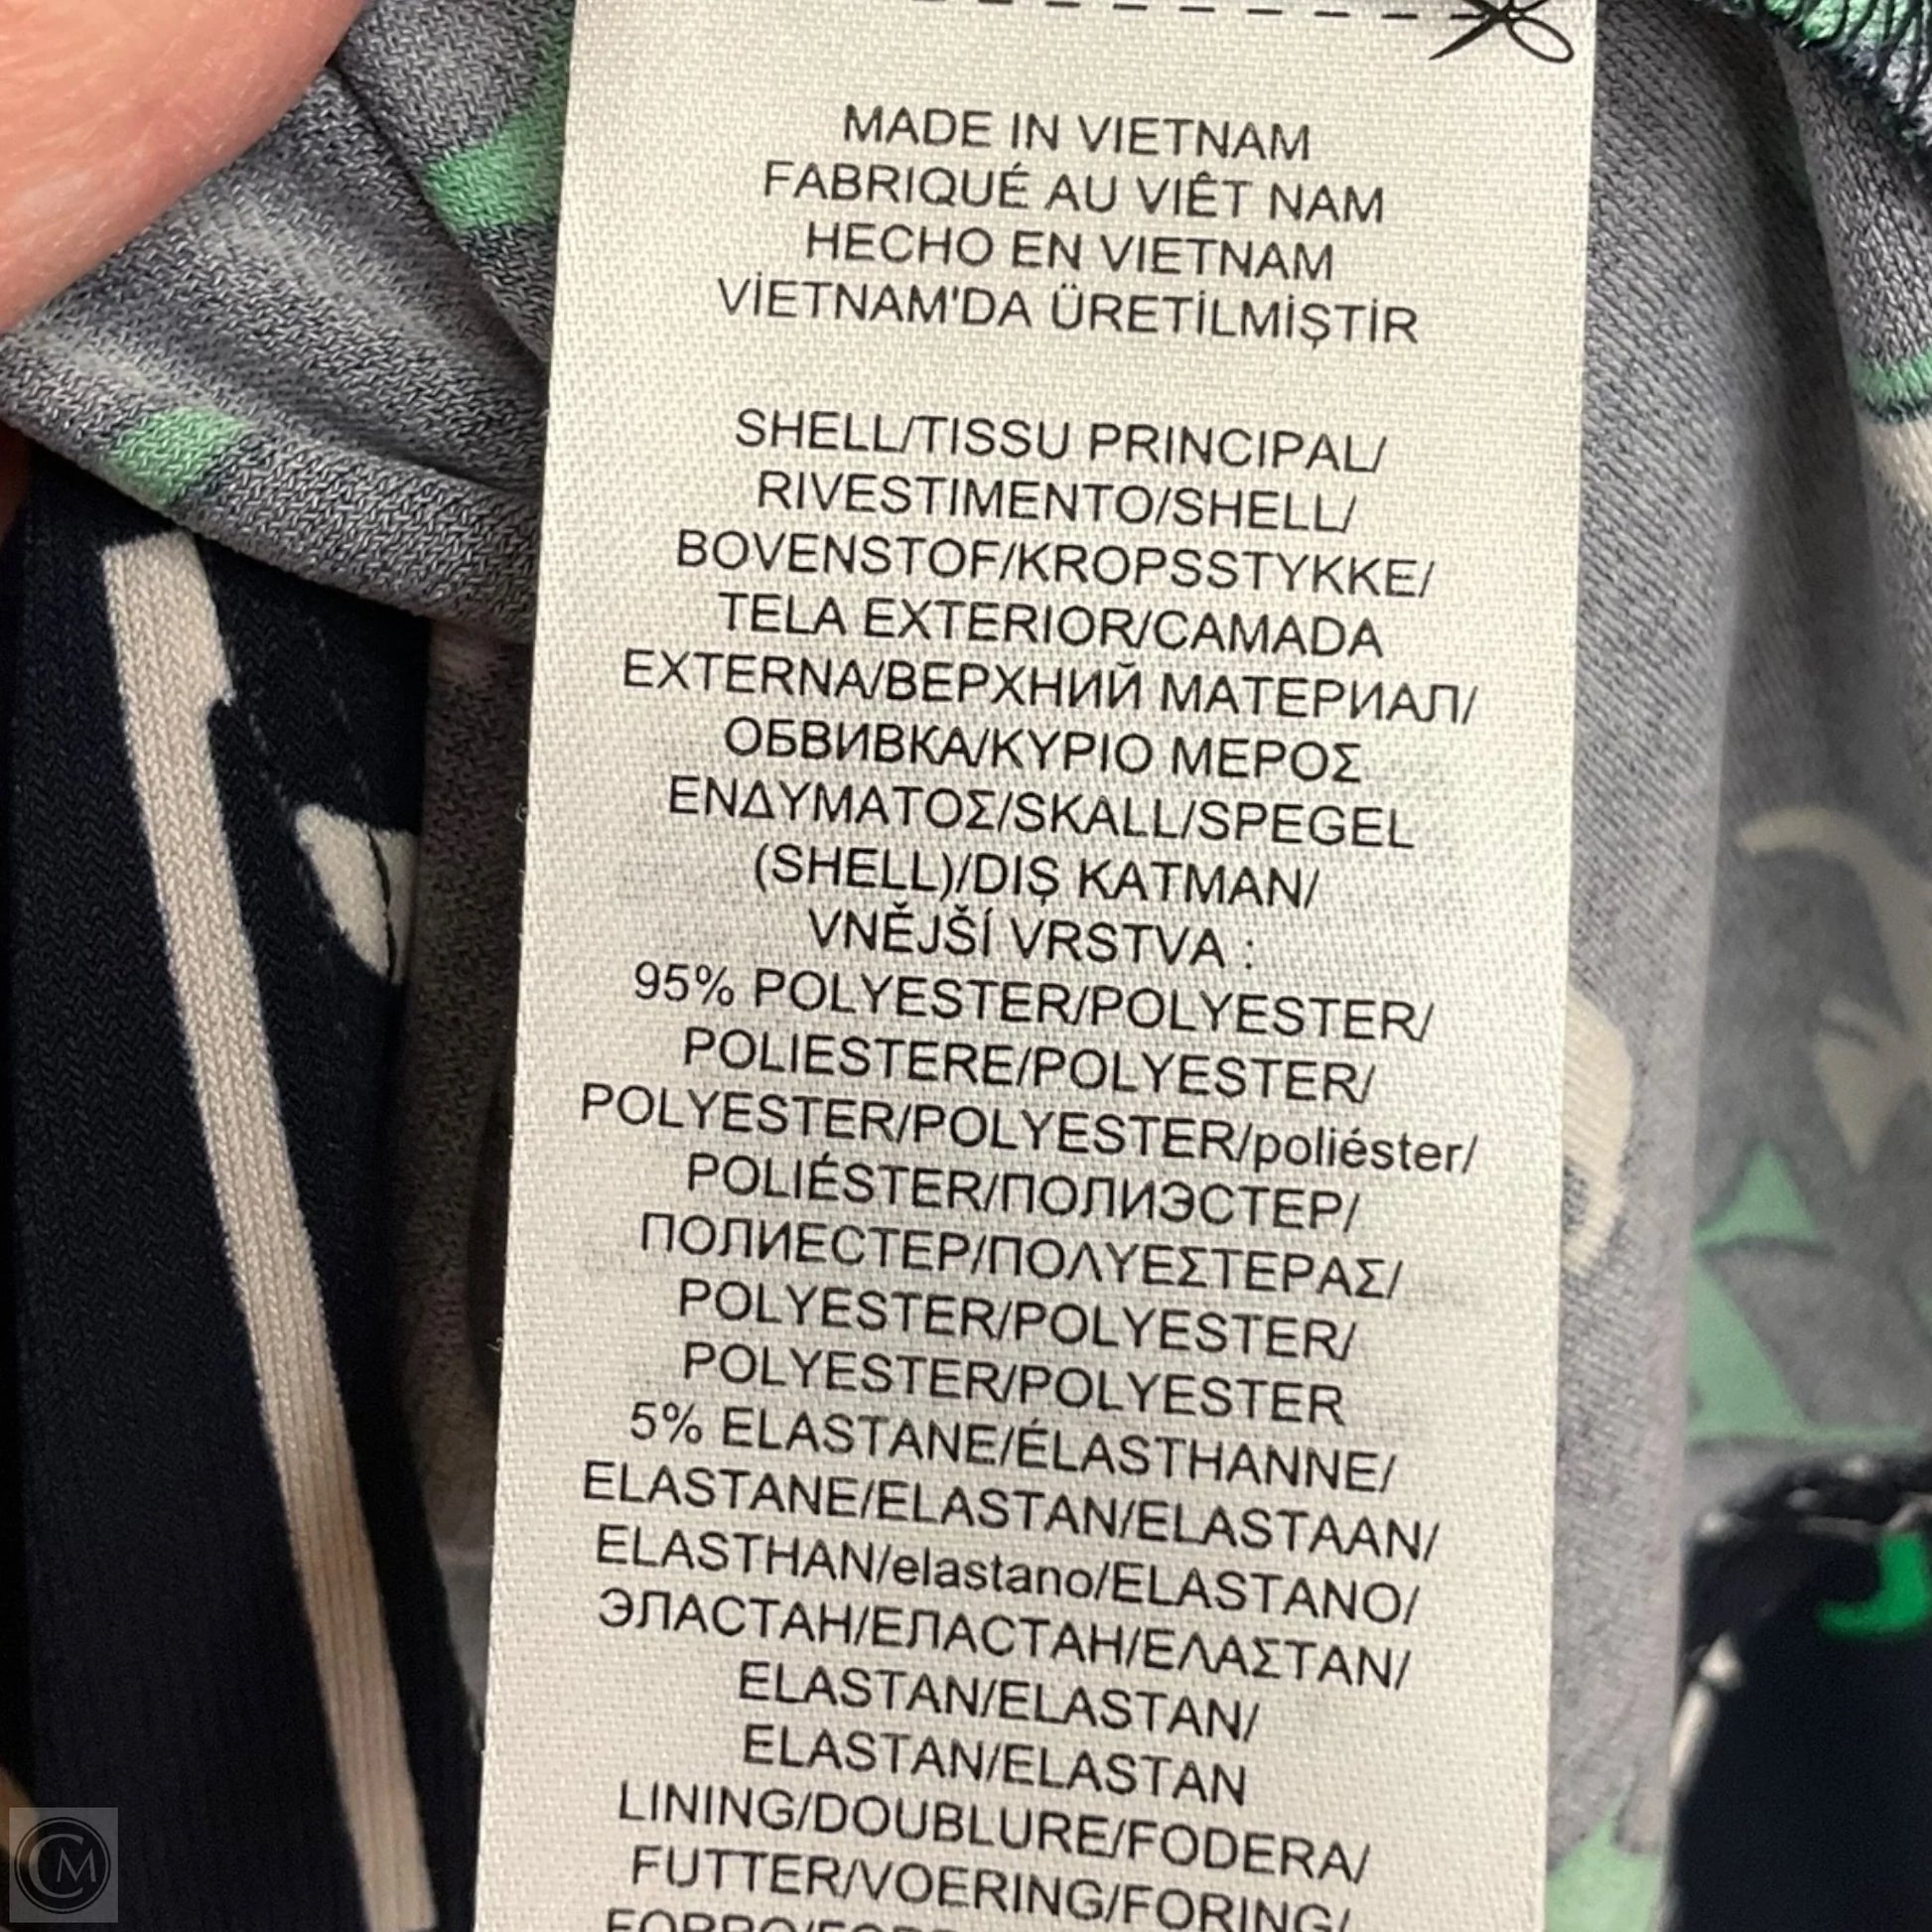 MADE IN VIETNAM
FABRIQUÉ AU VIÊT NAM
HECHO EN VIETNAM
VİETNAM'DA ÜRETİLMİŞTİR
SHELL/TISSU PRINCIPAL/
RIVESTIMENTO/SHELL/
BOVENSTOF/KROPSSTYKKE/
TELA EXTERIOR/CAMADA
EXTERNA/ВЕРХНИЙ МАТЕРИАЛ/
ОБВИВКА/ΚΥΡΙΟ ΜΕΡΟΣ
ΕΝΔΥΜΑΤΟΣ/SKALL/SPEGEL
(SHELL)/DIŞ KATMAN/
VNĚJŠÍ VRSTVA :
95% POLYESTER/POLYESTER/
POLIESTERE/POLYESTER/
POLYESTER/POLYESTER/poliéster/
POLIÉSTER/ПОЛИЭСТЕР/
ПОЛИЕСТЕР/ΠΟΛΥΕΣΤΕΡΑΣ/
POLYESTER/POLYESTER/
POLYESTER/POLYESTER
5% ELASTANE/ÉLASTHANNE/
ELASTANE/ELASTAN/ELASTAAN/
ELASTHAN/elastano/ELASTANO/
ЭЛАСТАН/ЕЛАСТАН/ΕΛΑΣΤΑΝ/
ELASTAN/ELASTAN/
ELASTAN/ELASTAN
LINING/DOUBLURE/FODERA/
FUTTER/VOERING/FORING/
CM